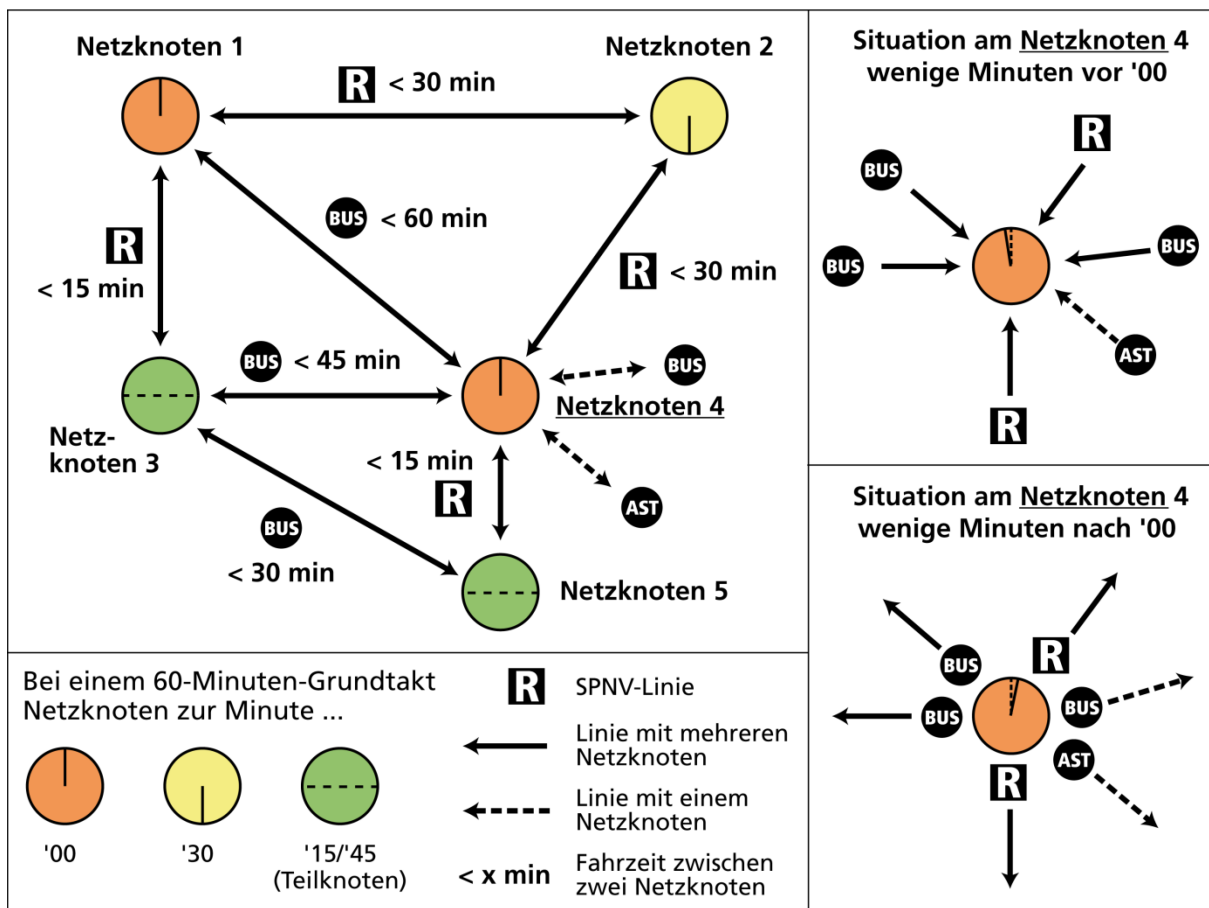 Netzknoten 1
Netzknoten 2
R < 30 min
BUS < 60 min
R
< 15 min
R < 30 min
BUS < 45 min
BUS
Netzknoten 4
Netz-
knoten 3
< 15 min
R
AST
BUS
< 30 min
Netzknoten 5
Situation am Netzknoten 4
wenige Minuten vor '00
R
BUS
BUS
BUS
AST
R
Situation am Netzknoten 4
wenige Minuten nach '00
BUS
R
BUS
BUS
AST
R
Bei einem 60-Minuten-Grundtakt
Netzknoten zur Minute ...
'00
'30
'15/'45
(Teilknoten)
R SPNV-Linie
Linie mit mehreren
Netzknoten
Linie mit einem
Netzknoten
< x min Fahrzeit zwischen
zwei Netzknoten